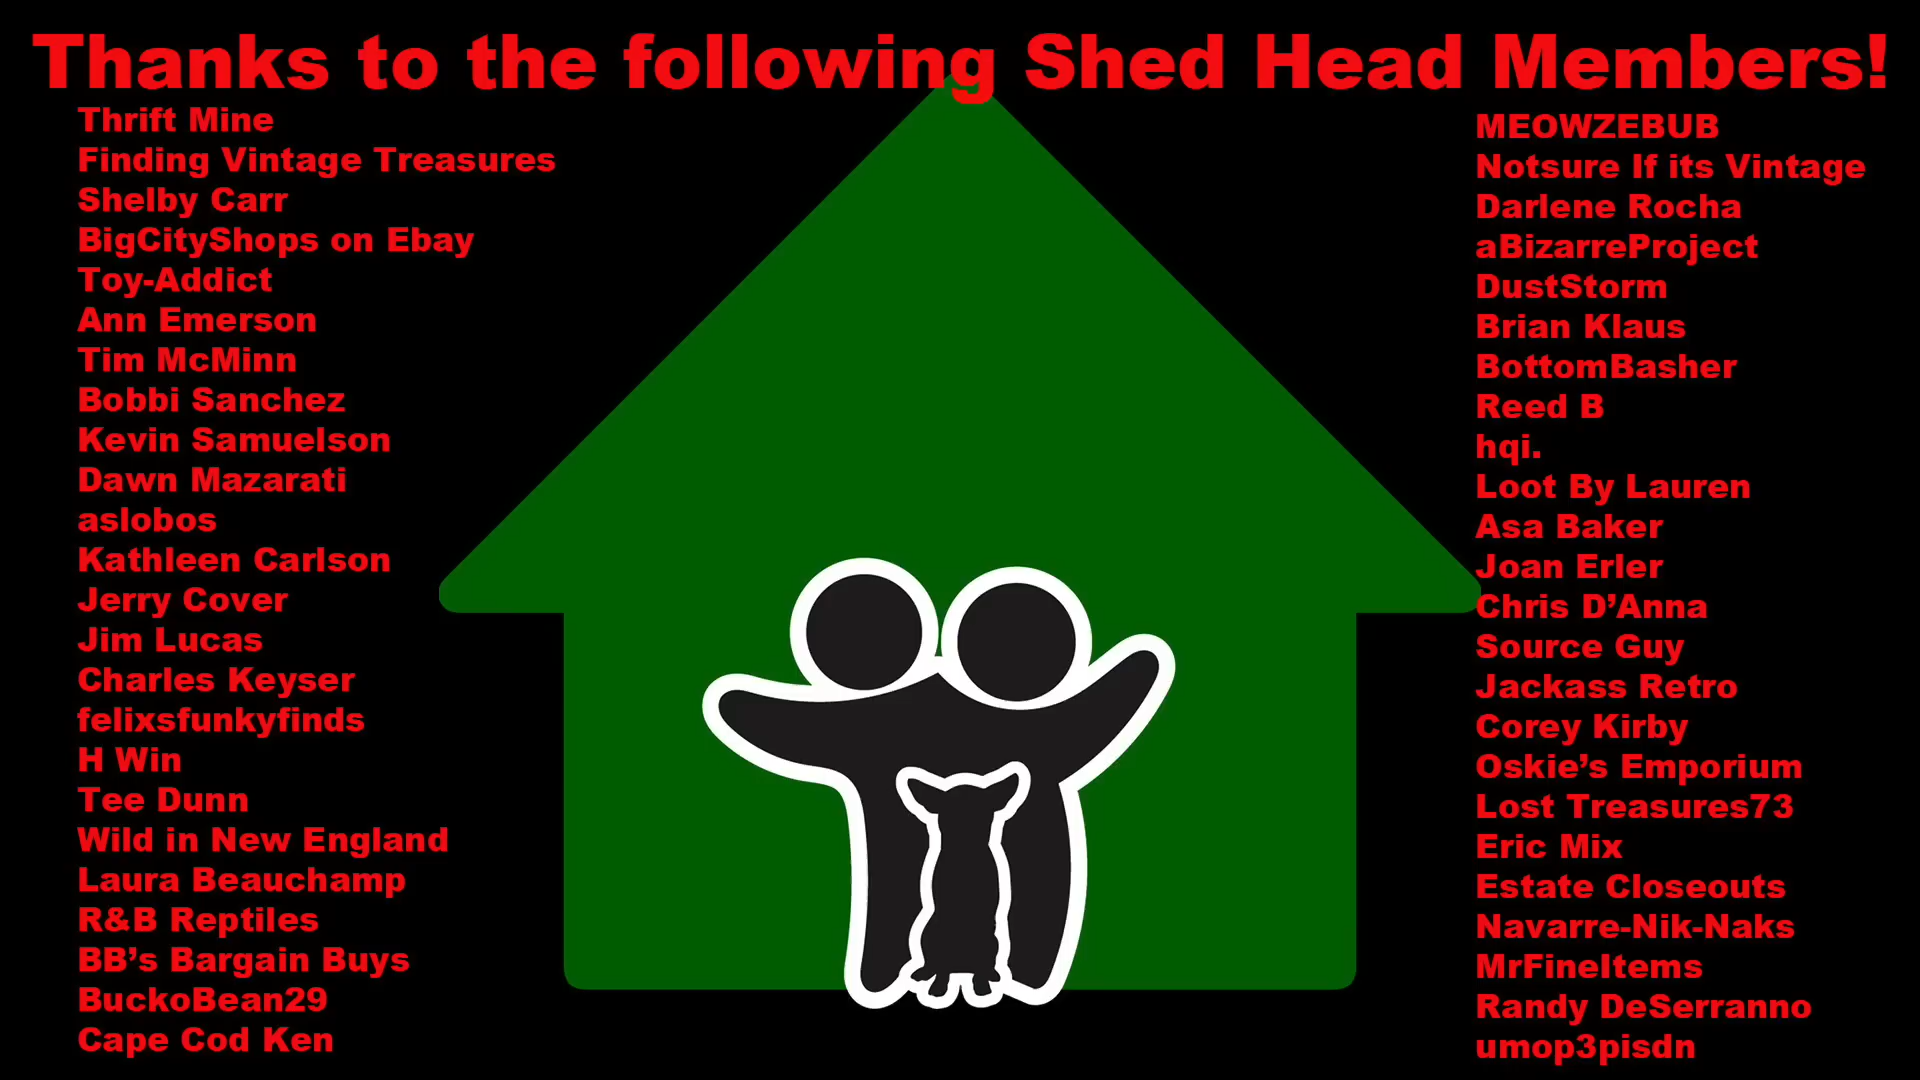 Thanks to the following Shed Head Members!
Thrift Mine
Finding Vintage Treasures
Shelby Carr
BigCityShops on Ebay
Toy-Addict
Ann Emerson
Tim McMinn
Bobbi Sanchez
Kevin Samuelson
Dawn Mazarati
aslobos
Kathleen Carlson
Jerry Cover
Jim Lucas
Charles Keyser
felixsfunkyfinds
H Win
Tee Dunn
Wild in New England
Laura Beauchamp
R&B Reptiles
BB’s Bargain Buys
BuckoBean29
Cape Cod Ken
MEOWZEBUB
Notsure If its Vintage
Darlene Rocha
aBizarreProject
DustStorm
Brian Klaus
BottomBasher
Reed B
hqi.
Loot By Lauren
Asa Baker
Joan Erler
Chris D’Anna
Source Guy
Jackass Retro
Corey Kirby
Oskie’s Emporium
Lost Treasures73
Eric Mix
Estate Closeouts
Navarre-Nik-Naks
MrFineItems
Randy DeSerranno
umop3pisdn